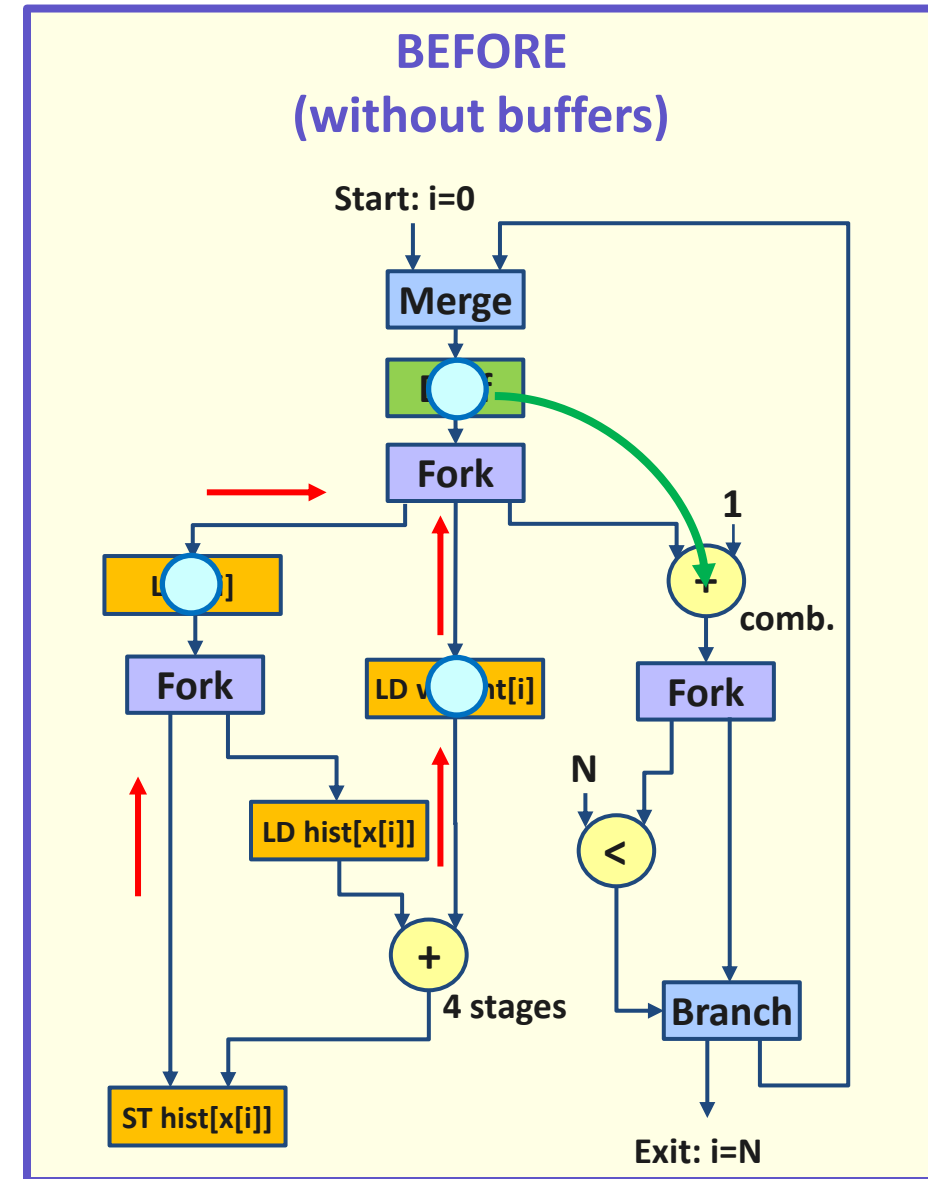 BEFORE
(without buffers)
Start: i=0
Merge
Fork
1
+
comb.
Fork
Fork
N
LD hist[x[i]]
<
+
4 stages
Branch
ST hist[x[i]]
Exit: i=N